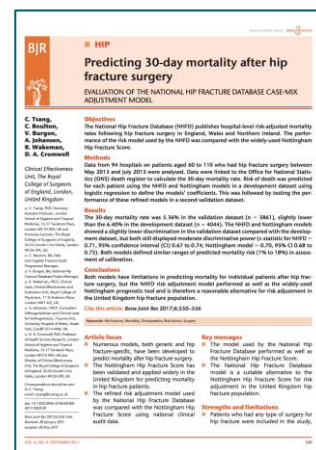 BJR
HIP
Predicting 30-day mortality after hip
fracture surgery
EVALUATION OF THE NATIONAL HIP FRACTURE DATABASE CASE-MIX
ADJUSTMENT MODEL
C. Tsang,
C. Boulton,
V. Burgon,
A. Johansen,
R. Wakeman,
D. A. Cromwell
Clinical Effectiveness
Unit, The Royal
College of Surgeons
of England, London,
United Kingdom
Objectives
The National Hip Fracture Database (NHFD) publishes hospital-level risk-adjusted mortality
rates following hip fracture surgery in England, Wales and Northern Ireland. The perfor-
mance of the risk model used by the NHFD was compared with the widely-used Nottingham
Hip Fracture Score.
Methods
Data from 94 hospitals on patients aged 60 to 110 who had hip fracture surgery between
May 2013 and July 2013 were analysed. Data were linked to the Office for National Statis-
tics (ONS) death register to calculate the 30-day mortality rate. Risk of death was predicted
for each patient using the NHFD and Nottingham models in a development dataset using
logistic regression to define the models' coefficients. This was followed by testing the per-
formance of these refined models in a second validation dataset.
Results
The 30-day mortality rate was 5.36% in the validation dataset (n = 3861), slightly lower
than the 6.40% in the development dataset (n = 4044). The NHFD and Nottingham models
showed a slightly lower discrimination in the validation dataset compared with the develop-
ment dataset, but both still displayed moderate discriminative power (c-statistic for NHFD =
0.71, 95% confidence interval (CI) 0.67 to 0.74; Nottingham model = 0.70, 95% CI 0.68 to
0.75). Both models defined similar ranges of predicted mortality risk (1% to 18%) in assess-
ment of calibration.
Conclusions
Both models have limitations in predicting mortality for individual patients after hip frac-
ture surgery, but the NHFD risk adjustment model performed as well as the widely-used
Nottingham prognostic tool and is therefore a reasonable alternative for risk adjustment in
the United Kingdom hip fracture population.
Cite this article: Bone Joint Res 2017;6:550–556
Keywords: Hip fracture, Mortality, Orthopaedics, Risk factors, Surgery
Article focus
Numerous models, both generic and hip
fracture-specific, have been developed to
predict mortality after hip fracture surgery.
The Nottingham Hip Fracture Score has
been validated and applied widely in the
United Kingdom for predicting mortality
in hip fracture patients.
The refined risk adjustment model used
by the National Hip Fracture Database
was compared with the Nottingham Hip
Fracture Score using national clinical
audit data.
Key messages
The model used by the National Hip
Fracture Database performed as well as
the Nottingham Hip Fracture Score.
The National Hip Fracture Database
model is a suitable alternative to the
Nottingham Hip Fracture Score for risk
adjustment in the United Kingdom hip
fracture population.
Strengths and limitations
Patients who had any type of surgery for
hip fracture were included in the study,
VOL. 6, NO. 9, SEPTEMBER 2017
550